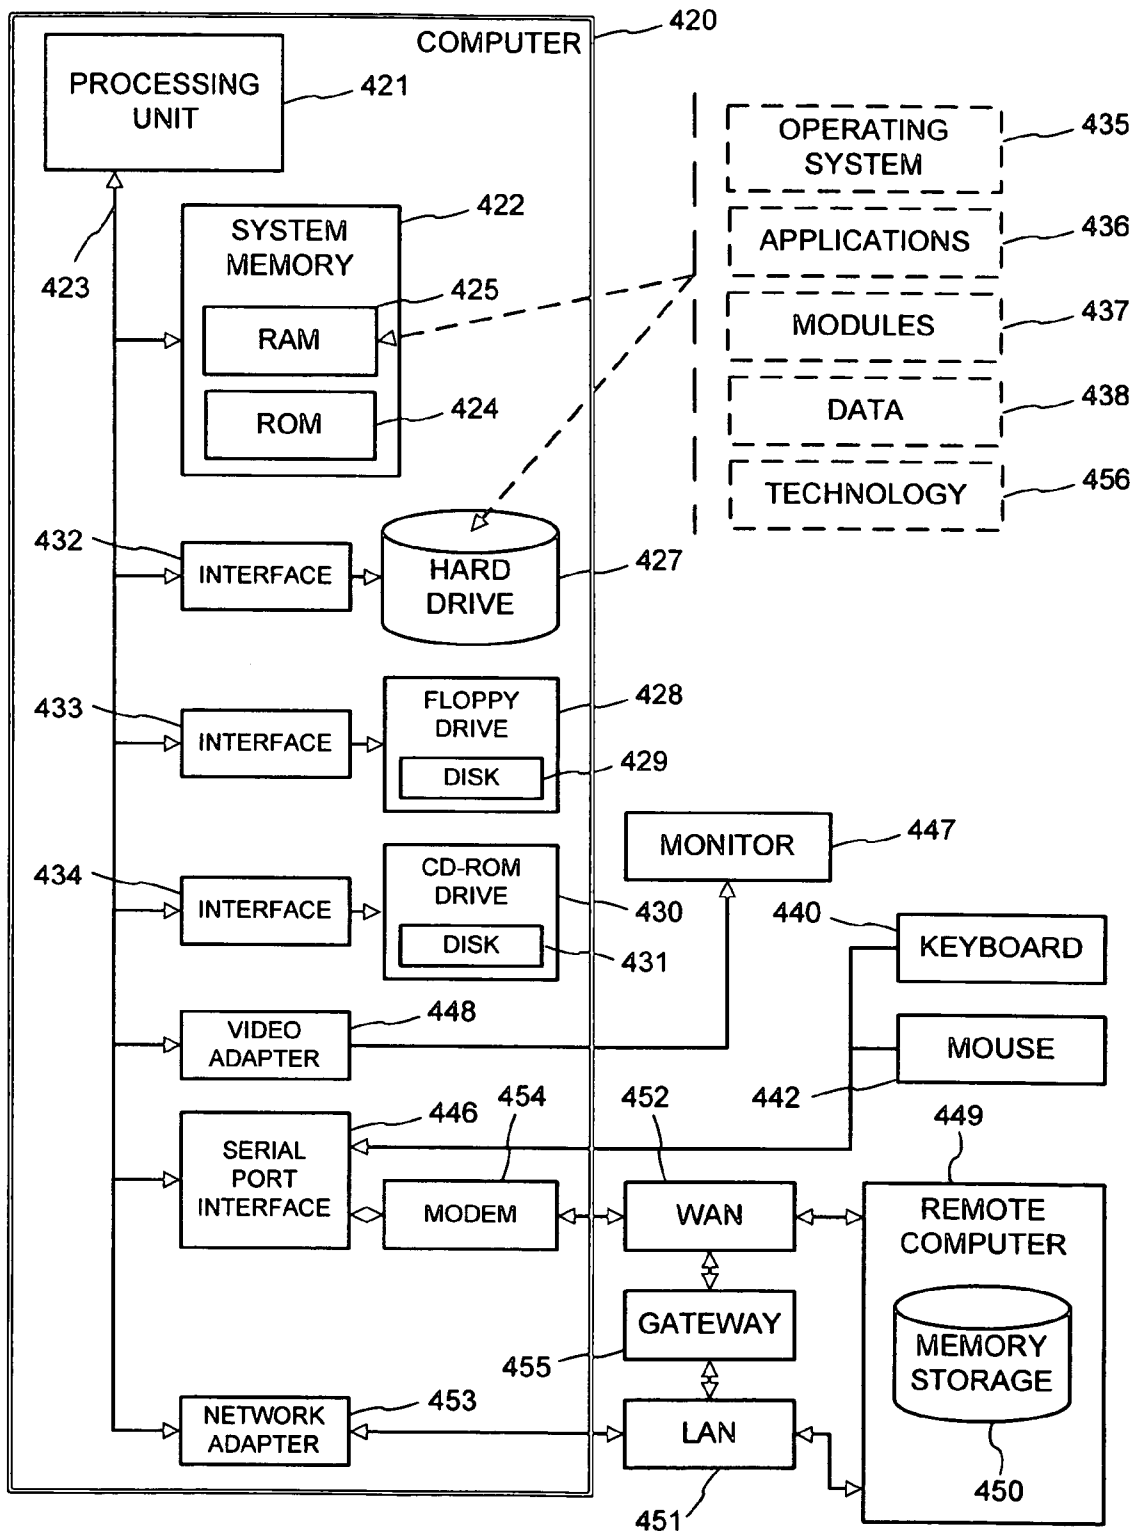 COMPUTER
420
PROCESSING
UNIT
421
423
SYSTEM
MEMORY
422
RAM
425
ROM
424
OPERATING
SYSTEM
435
APPLICATIONS
436
MODULES
437
DATA
438
TECHNOLOGY
456
432
INTERFACE
HARD
DRIVE
427
433
INTERFACE
FLOPPY
DRIVE
428
DISK
429
434
INTERFACE
CD-ROM
DRIVE
430
DISK
431
MONITOR
447
440
KEYBOARD
MOUSE
442
VIDEO
ADAPTER
448
446
SERIAL
PORT
INTERFACE
454
MODEM
452
WAN
449
REMOTE
COMPUTER
GATEWAY
455
MEMORY
STORAGE
450
NETWORK
ADAPTER
453
LAN
451